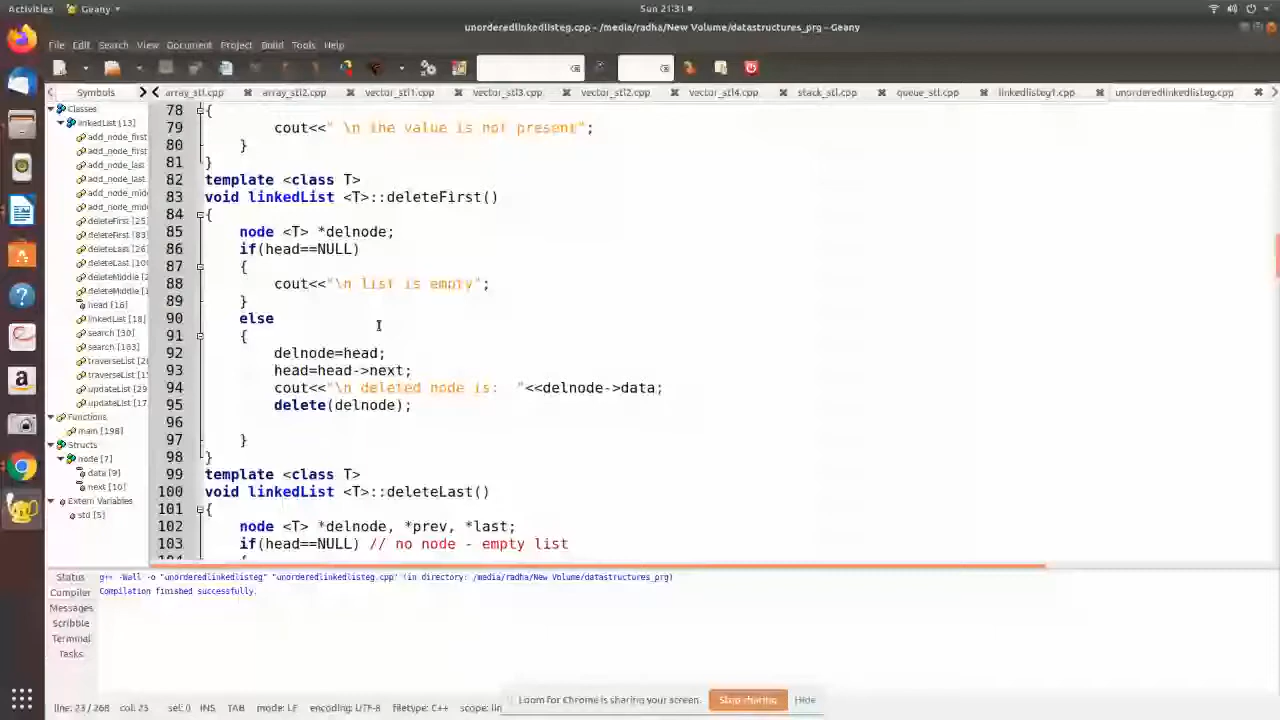 Activities
Geany
Sun 21:31
unorderedlinkedlisteg.cpp - /media/radha/New Volume/datastructures_prg - Geany
File Edit Search View Document Project Build Tools Help
Symbols
array_stl.cpp
array_stl2.cpp
vector_stl1.cpp
vector_stl3.cpp
vector_stl2.cpp
vector_stl4.cpp
stack_stl.cpp
queue_stl.cpp
linkedlisteg1.cpp
unorderedlinkedlisteg.cpp
Classes
linkedList [13]
add_node_first
add_node_first
add_node_last
add_node_last
add_node_mid
add_node_mid
deleteFirst [25]
deleteFirst [83]
deleteLast [26]
deleteLast [10
deleteMiddle [
deleteMiddle [
head [16]
linkedList [18]
search [30]
search [163]
traverseList [2
traverseList [1
updateList [29
updateList [17
Functions
main [198]
Structs
node [7]
data [9]
next [10]
Extern Variables
std [5]
78 {
79 cout<<" \n the value is not present";
80 }
81 }
82 template <class T>
83 void linkedList <T>::deleteFirst()
84 {
85 node <T> *delnode;
86 if(head==NULL)
87 {
88 cout<<"\n list is empty";
89 }
90 else
91 {
92 delnode=head;
93 head=head->next;
94 cout<<"\n deleted node is:  "<<delnode->data;
95 delete(delnode);
96
97 }
98 }
99 template <class T>
100 void linkedList <T>::deleteLast()
101 {
102 node <T> *delnode, *prev, *last;
103 if(head==NULL) // no node - empty list
Status
Compiler
Messages
Scribble
Terminal
Tasks
g++ -Wall -o "unorderedlinkedlisteg" "unorderedlinkedlisteg.cpp" (in directory: /media/radha/New Volume/datastructures_prg)
Compilation finished successfully.
Loom for Chrome is sharing your screen.
Stop sharing
Hide
line: 23 / 268 col: 23 sel: 0 INS TAB mode: LF encoding: UTF-8 filetype: C++